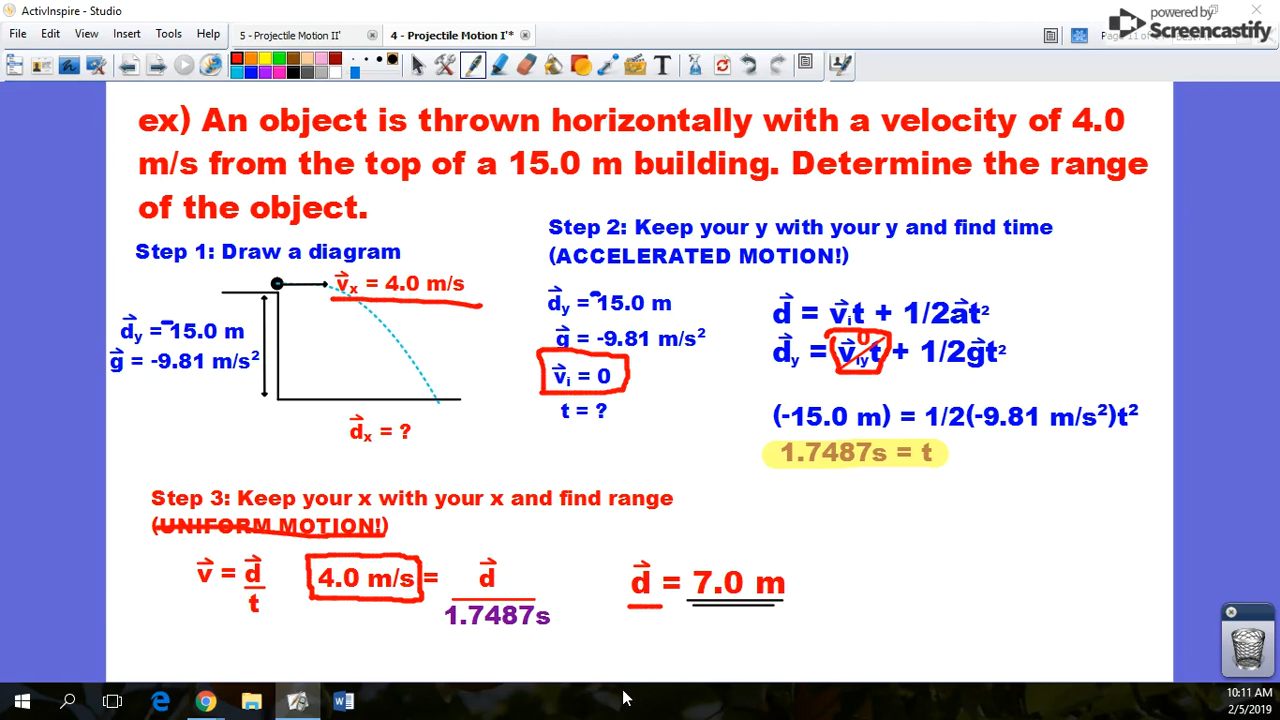 ActivInspire - Studio
powered by
Screencastify
File Edit View Insert Tools Help
5 - Projectile Motion II'
4 - Projectile Motion I'*
ex) An object is thrown horizontally with a velocity of 4.0
m/s from the top of a 15.0 m building. Determine the range
of the object.
Step 1: Draw a diagram
v⃗x = 4.0 m/s
d⃗y = -15.0 m
g⃗ = -9.81 m/s²
d⃗x = ?
Step 2: Keep your y with your y and find time
(ACCELERATED MOTION!)
d⃗y = -15.0 m
g⃗ = -9.81 m/s²
v⃗i = 0
t = ?
d⃗ = v⃗it + 1/2a⃗t²
0
d⃗y = v⃗iyt + 1/2g⃗t²
(-15.0 m) = 1/2(-9.81 m/s²)t²
1.7487s = t
Step 3: Keep your x with your x and find range
(UNIFORM MOTION!)
v⃗ = d⃗/t
4.0 m/s = d⃗/1.7487s
d⃗ = 7.0 m
10:11 AM
2/5/2019